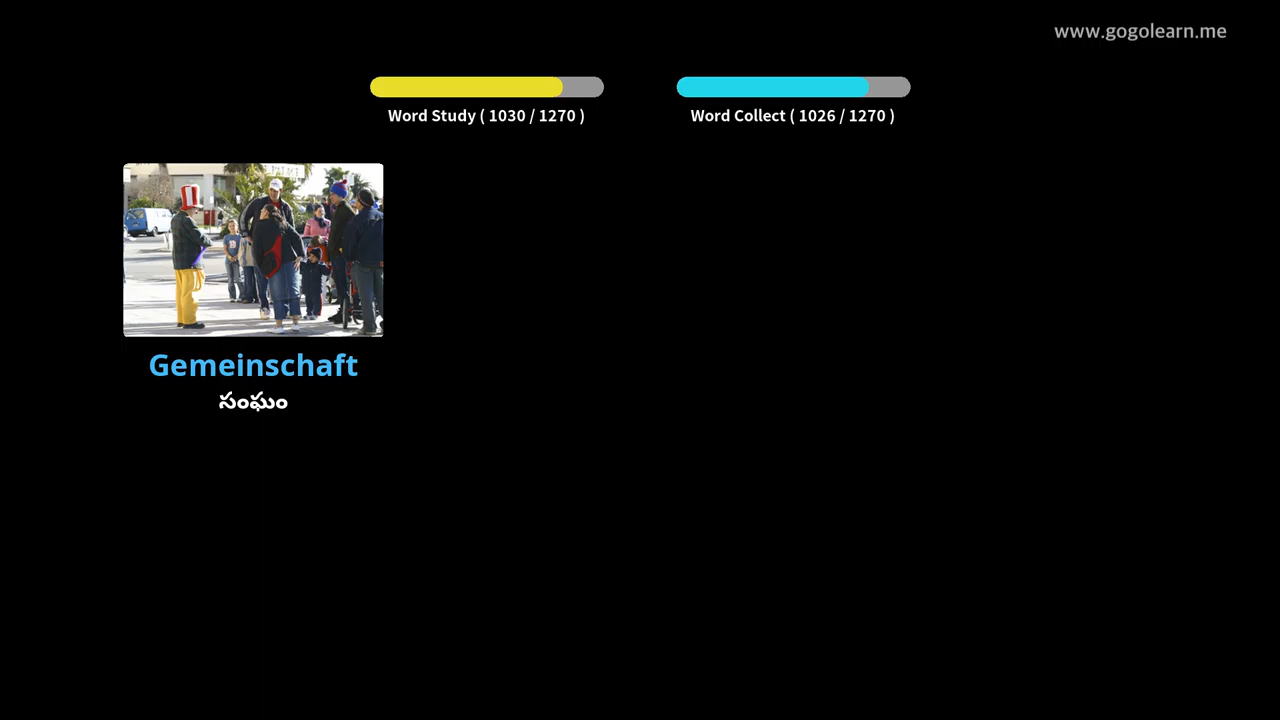 www.gogolearn.me
Word Study ( 1030 / 1270 )
Word Collect ( 1026 / 1270 )
Gemeinschaft
సంఘం